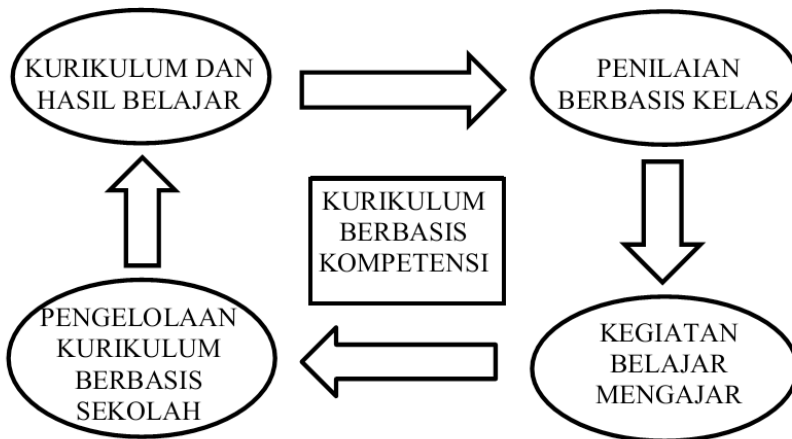 KURIKULUM DAN
HASIL BELAJAR
PENILAIAN
BERBASIS KELAS
KURIKULUM
BERBASIS
KOMPETENSI
PENGELOLAAN
KURIKULUM
BERBASIS
SEKOLAH
KEGIATAN
BELAJAR
MENGAJAR